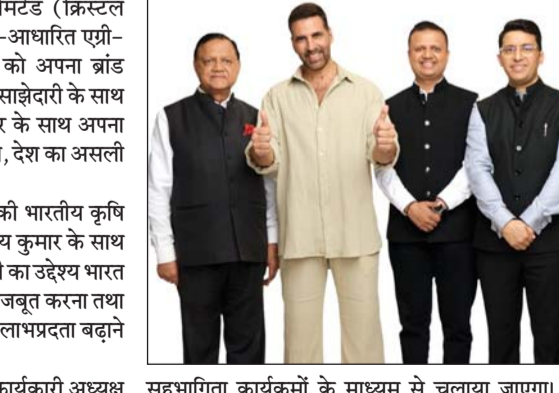 मिटेड (क्रिस्टल
-आधारित एग्री-
को अपना ब्रांड
साझेदारी के साथ
र के साथ अपना
, देश का असली
की भारतीय कृषि
य कुमार के साथ
ी का उद्देश्य भारत
जबूत करना तथा
लाभप्रदता बढ़ाने
कार्यकारी अध्यक्ष
सहभागिता कार्यक्रमों के माध्यम से चलाया जाएगा।